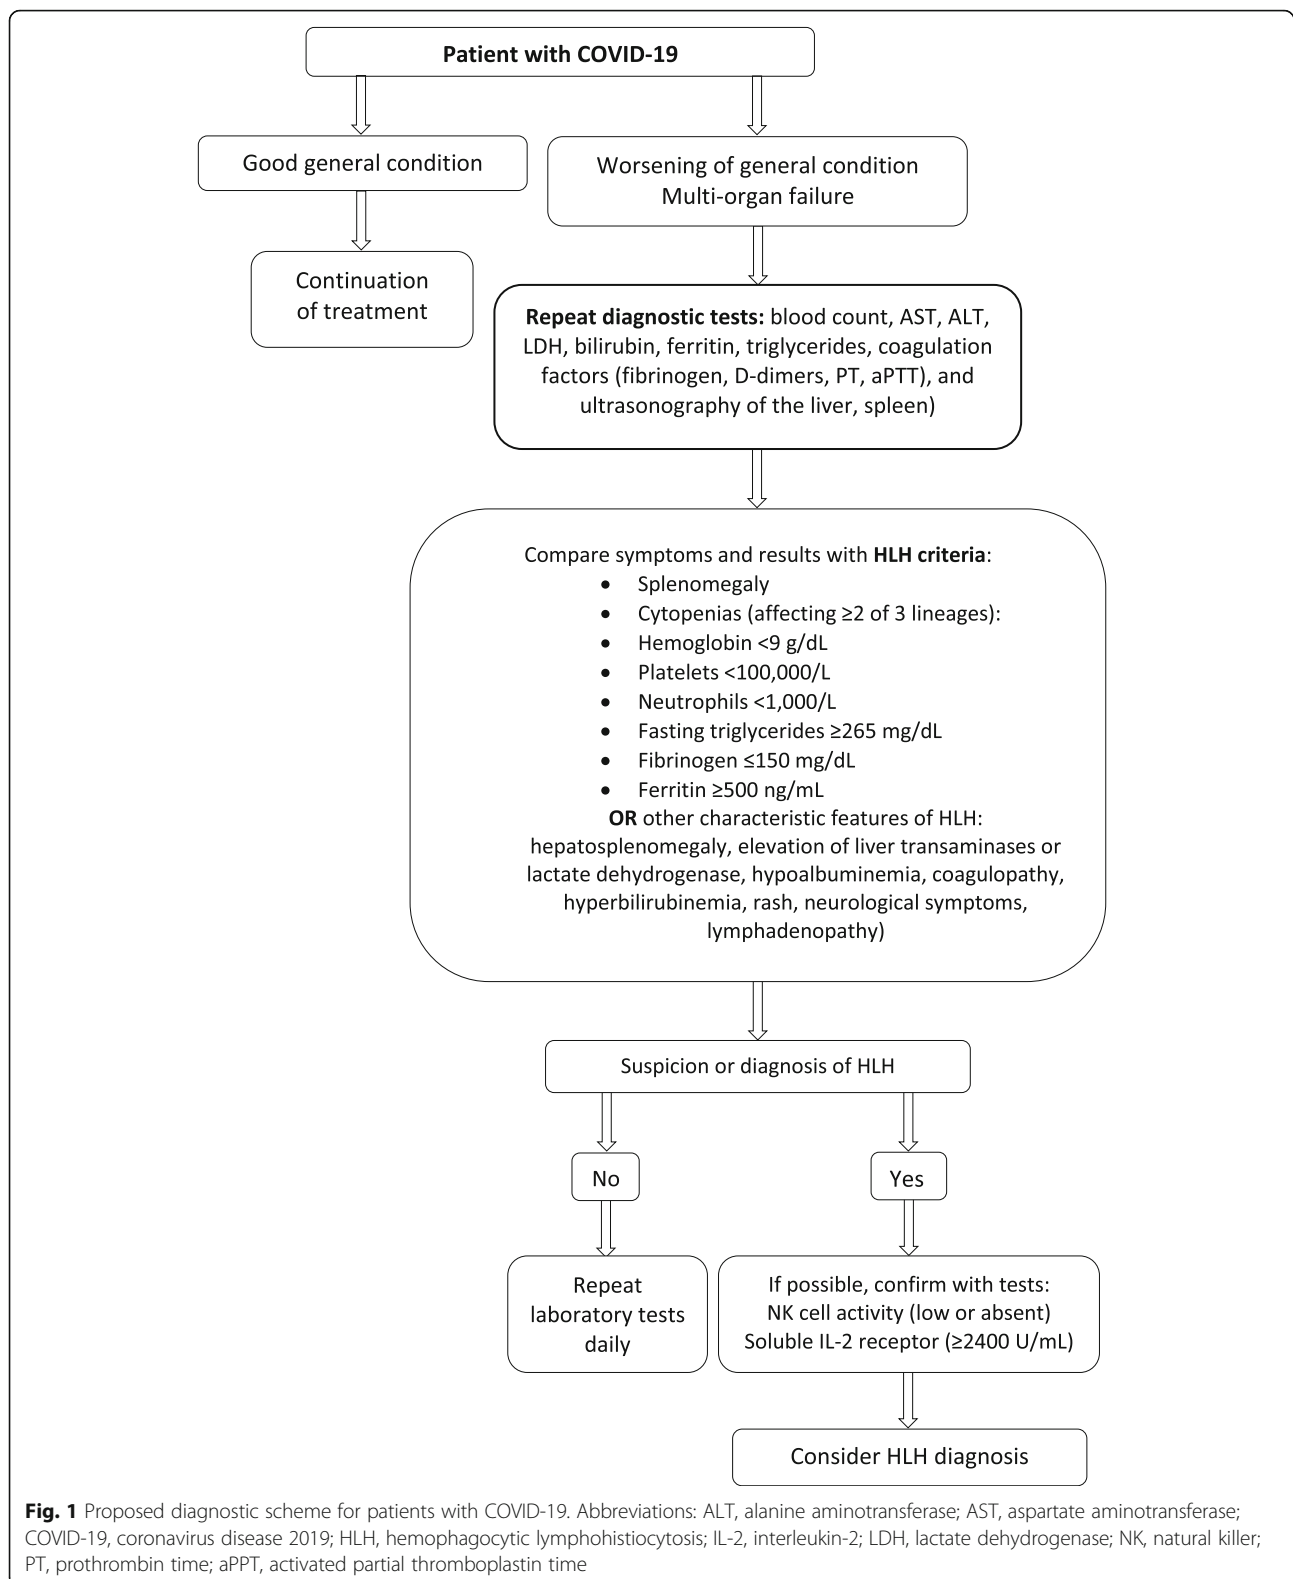 Patient with COVID-19
Good general condition
Worsening of general condition
Multi-organ failure
Continuation
of treatment
Repeat diagnostic tests: blood count, AST, ALT,
LDH, bilirubin, ferritin, triglycerides, coagulation
factors (fibrinogen, D-dimers, PT, aPTT), and
ultrasonography of the liver, spleen)
Compare symptoms and results with HLH criteria:
• Splenomegaly
• Cytopenias (affecting ≥2 of 3 lineages):
• Hemoglobin <9 g/dL
• Platelets <100,000/L
• Neutrophils <1,000/L
• Fasting triglycerides ≥265 mg/dL
• Fibrinogen ≤150 mg/dL
• Ferritin ≥500 ng/mL
OR other characteristic features of HLH:
hepatosplenomegaly, elevation of liver transaminases or
lactate dehydrogenase, hypoalbuminemia, coagulopathy,
hyperbilirubinemia, rash, neurological symptoms,
lymphadenopathy)
Suspicion or diagnosis of HLH
No
Yes
Repeat
laboratory tests
daily
If possible, confirm with tests:
NK cell activity (low or absent)
Soluble IL-2 receptor (≥2400 U/mL)
Consider HLH diagnosis
Fig. 1 Proposed diagnostic scheme for patients with COVID-19. Abbreviations: ALT, alanine aminotransferase; AST, aspartate aminotransferase;
COVID-19, coronavirus disease 2019; HLH, hemophagocytic lymphohistiocytosis; IL-2, interleukin-2; LDH, lactate dehydrogenase; NK, natural killer;
PT, prothrombin time; aPPT, activated partial thromboplastin time